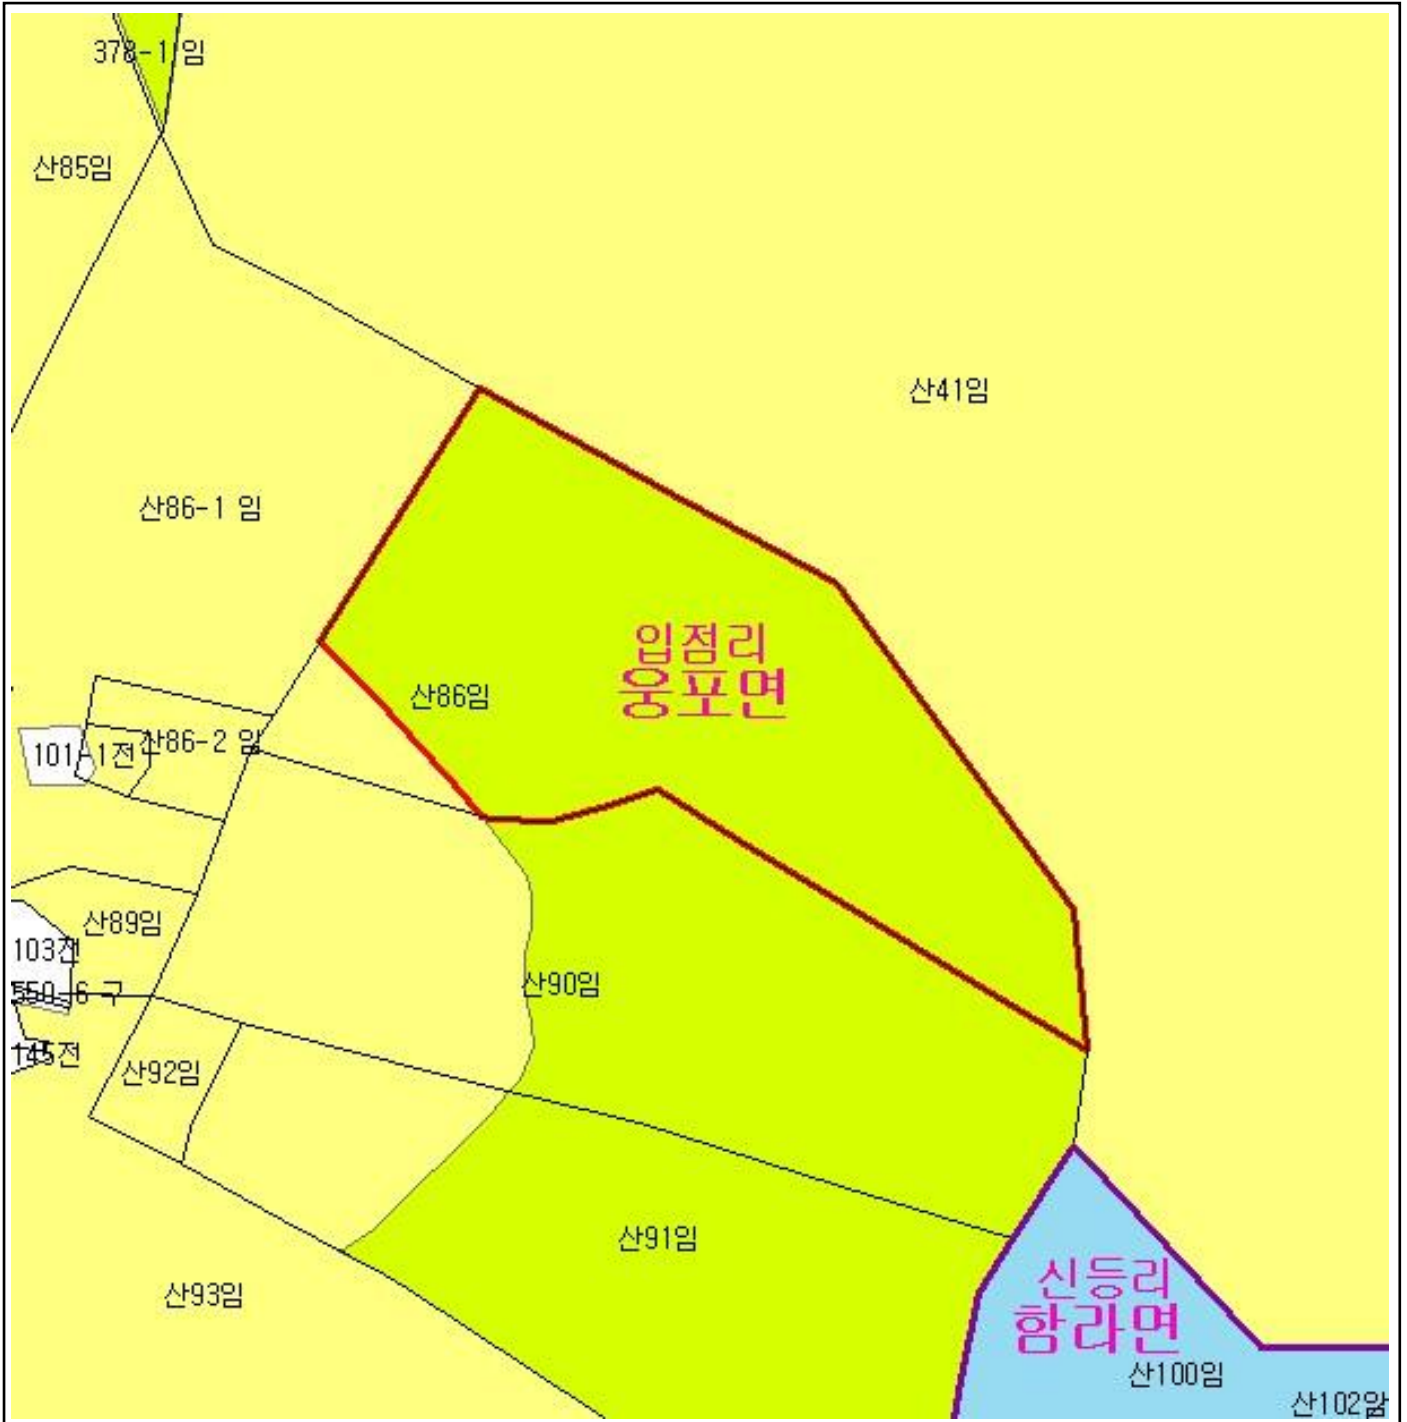 378-1 임
산85임
산41임
산86-1 임
입점리
웅포면
산86임
산86-2 임
101-1전
산89임
103전
산90임
550-6 구
145전
산92임
산91임
산93임
신등리
함라면
산100임
산102임